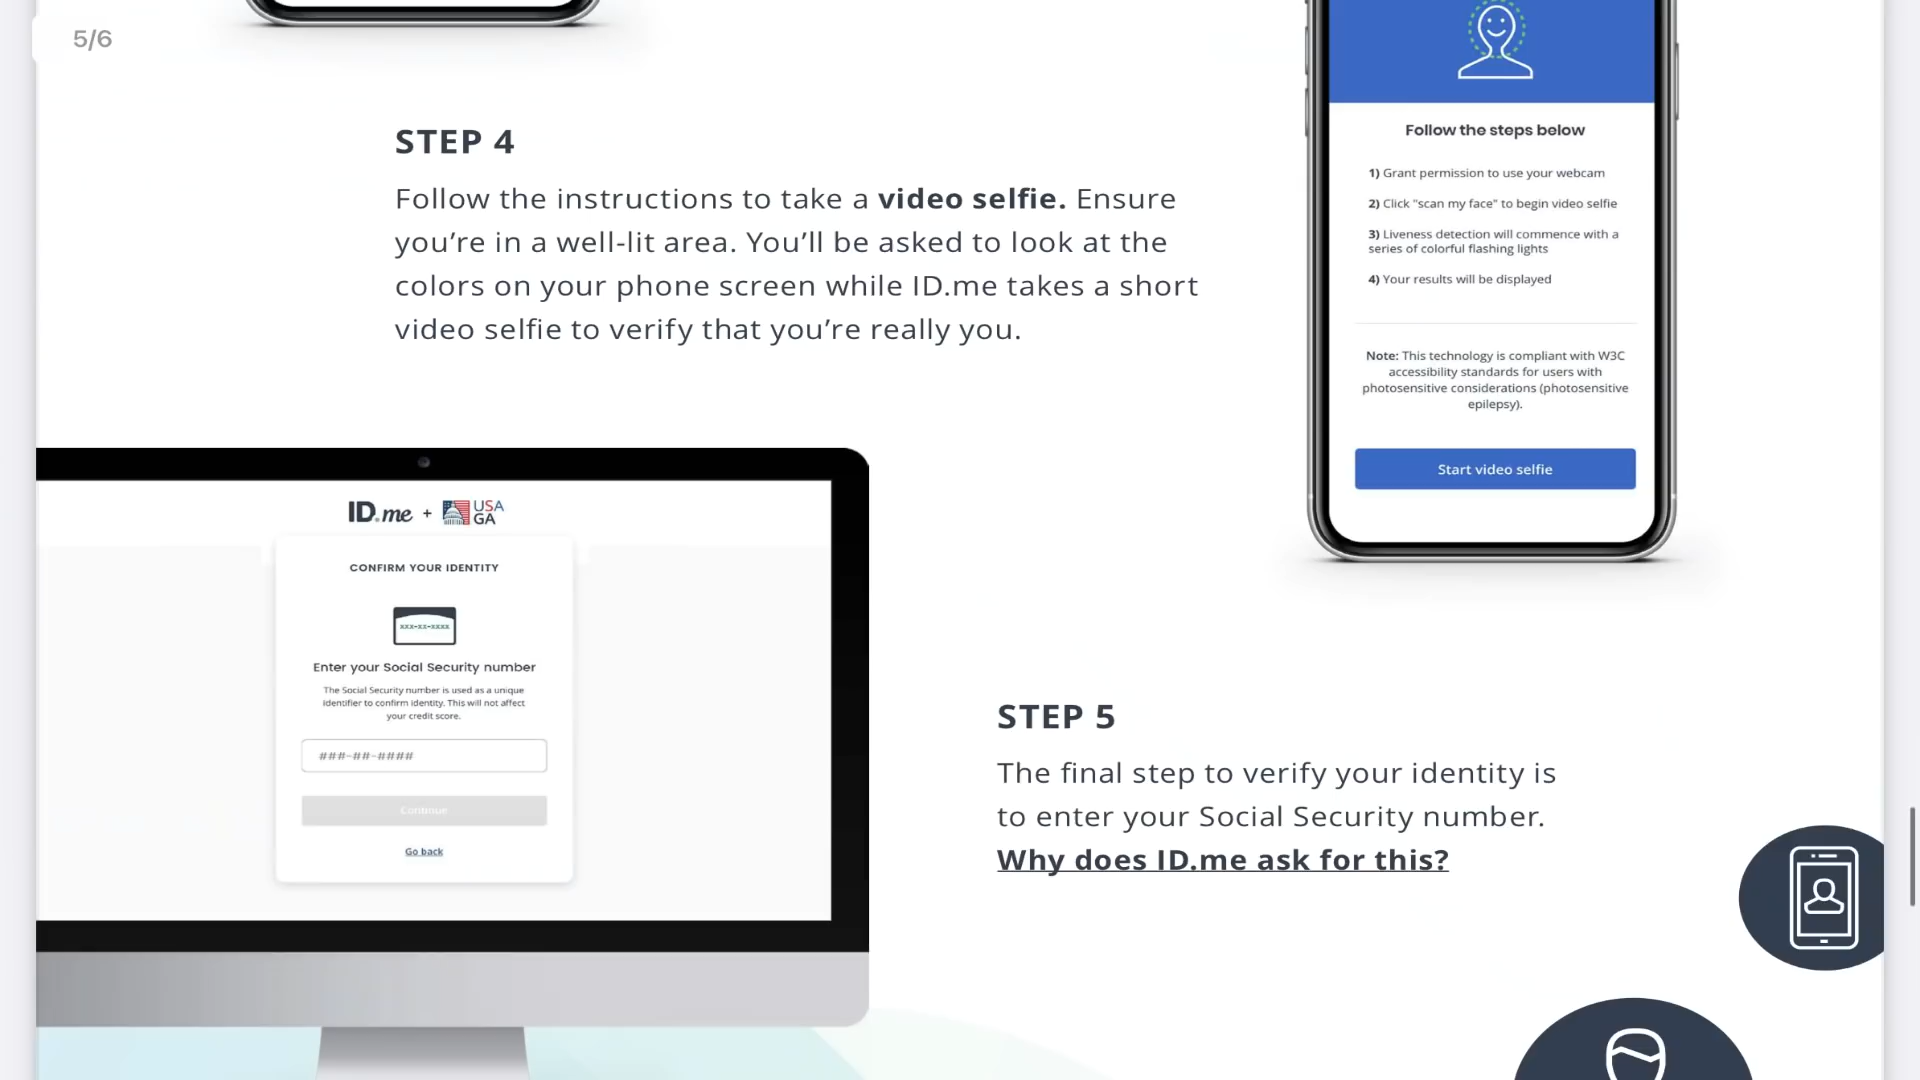 5/6
STEP 4
Follow the instructions to take a video selfie. Ensure
you’re in a well-lit area. You’ll be asked to look at the
colors on your phone screen while ID.me takes a short
video selfie to verify that you’re really you.
Follow the steps below
1) Grant permission to use your webcam
2) Click "scan my face" to begin video selfie
3) Liveness detection will commence with a
series of colorful flashing lights
4) Your results will be displayed
Note: This technology is compliant with W3C
accessibility standards for users with
photosensitive considerations (photosensitive
epilepsy).
Start video selfie
ID.me + USA
GA
CONFIRM YOUR IDENTITY
xxx-xx-xxxx
Enter your Social Security number
The Social Security number is used as a unique
identifier to confirm identity. This will not affect
your credit score.
###-##-####
Continue
Go back
STEP 5
The final step to verify your identity is
to enter your Social Security number.
Why does ID.me ask for this?